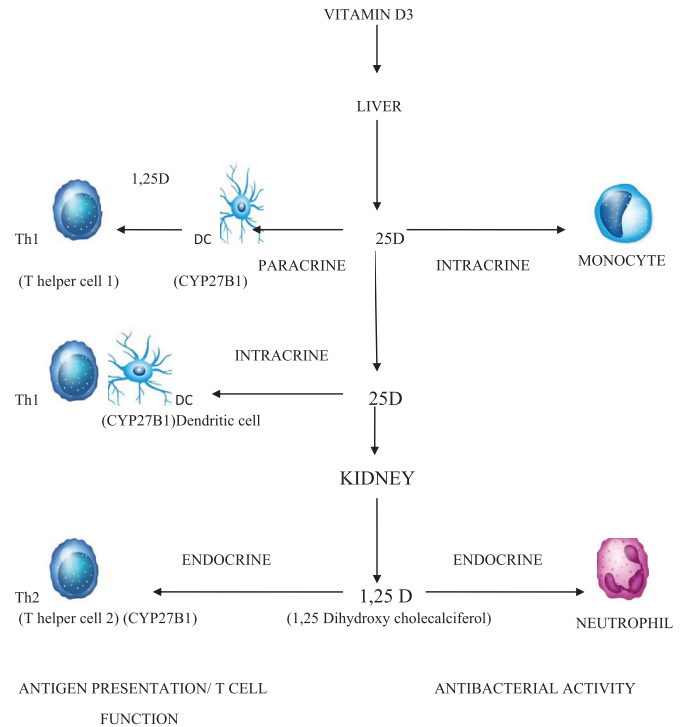 VITAMIN D3
LIVER
1,25D
Th1
DC
25D
(T helper cell 1)
(CYP27B1)
PARACRINE
INTRACRINE
MONOCYTE
INTRACRINE
Th1
DC
25D
(CYP27B1)Dendritic cell
KIDNEY
ENDOCRINE
ENDOCRINE
Th2
1,25 D
(T helper cell 2) (CYP27B1)
(1,25 Dihydroxy cholecalciferol)
NEUTROPHIL
ANTIGEN PRESENTATION/ T CELL
FUNCTION
ANTIBACTERIAL ACTIVITY